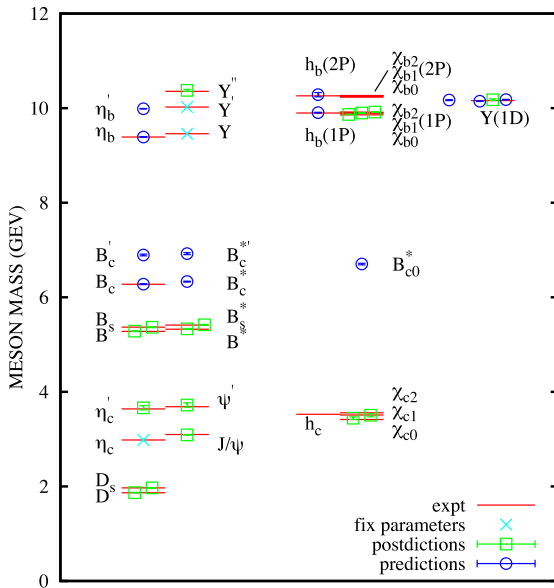 MESON MASS (GEV)
12
10
8
6
4
2
0
η_b'
η_b
Υ''
Υ'
Υ
h_b(2P)
χ_b2
χ_b1(2P)
χ_b0
h_b(1P)
χ_b2
χ_b1(1P)
χ_b0
Υ(1D)
B_c'
B_c
B_c*'
B_c*
B_c0*
B_s
B
B_s*
B*
η_c'
η_c
ψ'
J/ψ
h_c
χ_c2
χ_c1
χ_c0
D_s
D
expt
fix parameters
postdictions
predictions